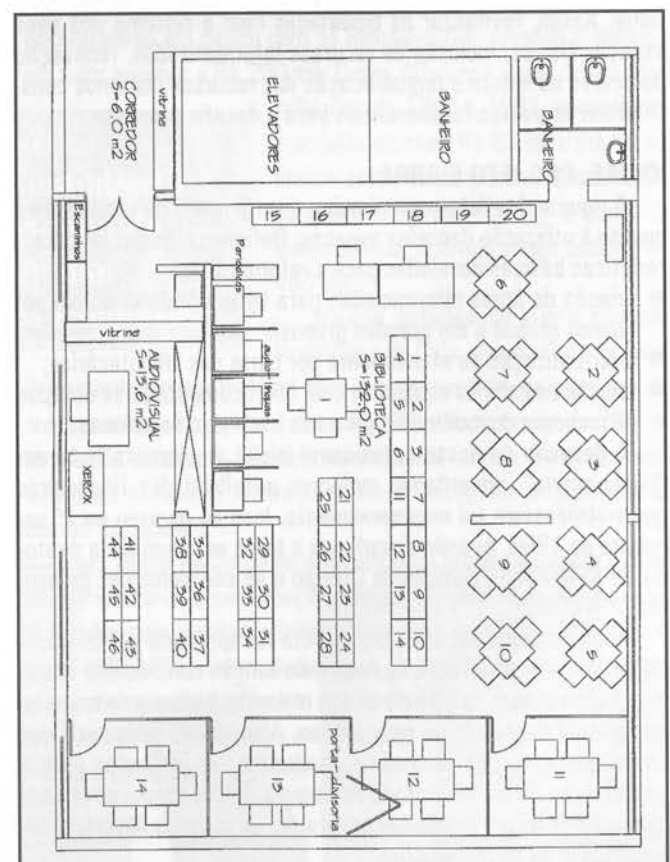 BANHEIRO
BANHEIRO
ELEVADORES
vitrine
CORREDOR
S=6.0 m2
15 16 17 18 19 20
Escaninhos
Periódicos
vitrine
AUDIOVISUAL
S=15.6 m2
XEROX
audio linguas
BIBLIOTECA
S=132.0 m2
6
2 3 4 5
8 9 10
1 2 3 7 8 9 10
4 5 6 11 12 13 14
21 22 23 24
25 26 27 28
29 30 31
32 33 34
35 36 37
38 39 40
41 42 43
44 45 46
porta-divisória
11
12
13
14